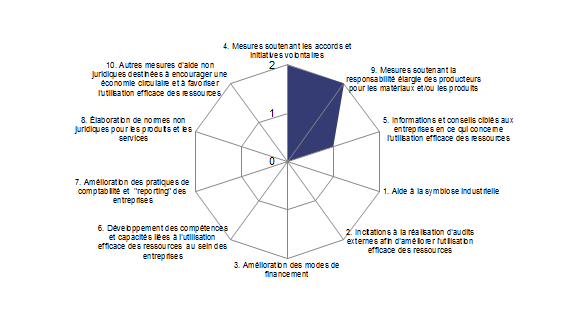 4. Mesures soutenant les accords et
initiatives volontaires
2
9. Mesures soutenant la
responsabilité élargie des producteurs
pour les matériaux et/ou les produits
1
5. Informations et conseils ciblés aux
entreprises en ce qui concerne
l'utilisation efficace des ressources
0
1. Aide à la symbiose industrielle
2. Incitations à la réalisation d'audits
externes afin d'améliorer l'utilisation
efficace des ressources
3. Amélioration des modes de
financement
6. Développement des compétences
et capacités liées à l'utilisation
efficace des ressources au sein des
entreprises
7. Amélioration des pratiques de
comptabilité et "reporting" des
entreprises
8. Élaboration de normes non
juridiques pour les produits et les
services
10. Autres mesures d'aide non
juridiques destinées à encourager une
économie circulaire et à favoriser
l'utilisation efficace des ressources